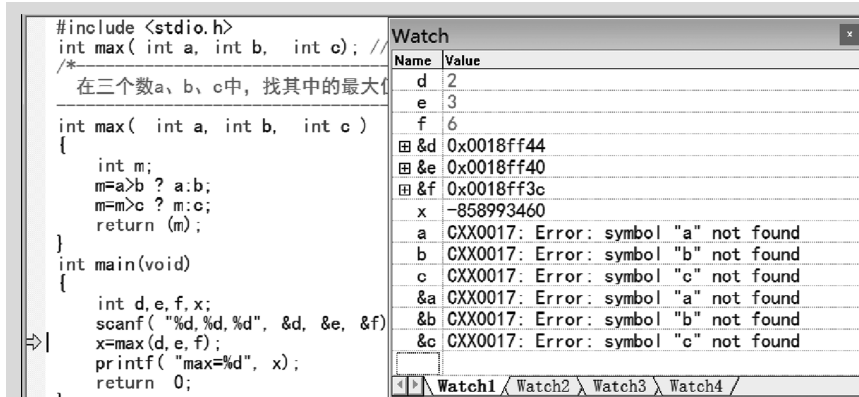 #include <stdio.h>
int max( int a, int b,  int c); //
/*
在三个数a、b、c中，找其中的最大
int max(  int a, int b,  int c )
{
int m;
m=a>b ? a:b;
m=m>c ? m:c;
return (m);
}
int main(void)
{
int d,e,f,x;
scanf( "%d,%d,%d", &d, &e, &f)
x=max(d,e,f);
printf( "max=%d", x);
return  0;
Watch
Name Value
d 2
e 3
f 6
&d 0x0018ff44
&e 0x0018ff40
&f 0x0018ff3c
x -858993460
a CXX0017: Error: symbol "a" not found
b CXX0017: Error: symbol "b" not found
c CXX0017: Error: symbol "c" not found
&a CXX0017: Error: symbol "a" not found
&b CXX0017: Error: symbol "b" not found
&c CXX0017: Error: symbol "c" not found
Watch1 Watch2 Watch3 Watch4